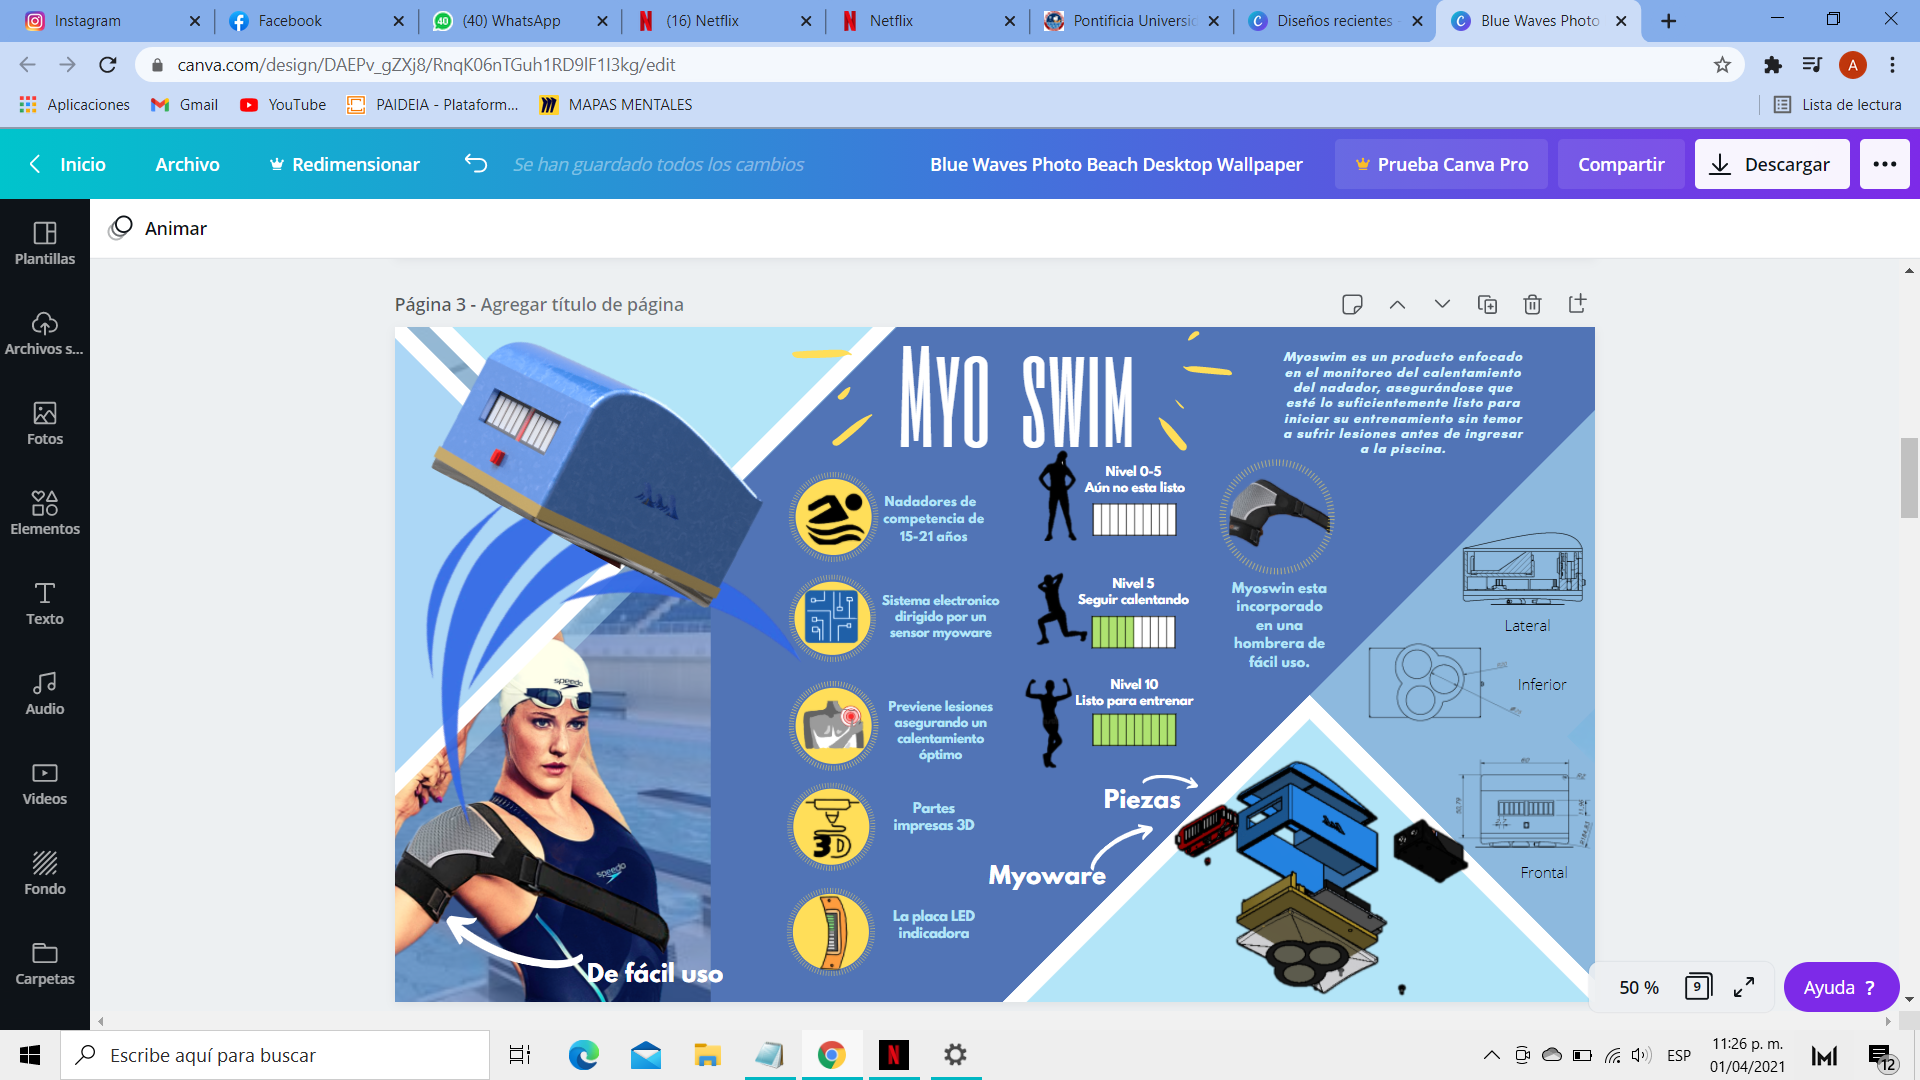 Instagram
Facebook
(40) WhatsApp
(16) Netflix
Netflix
Pontificia Universi
Diseños recientes
Blue Waves Photo
canva.com/design/DAEPv_gZXj8/RnqK06nTGuh1RD9lF1I3kg/edit
A
Aplicaciones
Gmail
YouTube
PAIDEIA - Plataform...
MAPAS MENTALES
Lista de lectura
Inicio
Archivo
Redimensionar
Se han guardado todos los cambios
Blue Waves Photo Beach Desktop Wallpaper
Prueba Canva Pro
Compartir
Descargar
Animar
Plantillas
Archivos s...
Fotos
Elementos
Texto
Audio
Videos
Fondo
Carpetas
Página 3 - Agregar título de página
Myo swim
Myoswim es un producto enfocado
en el monitoreo del calentamiento
del nadador, asegurándose que
esté lo suficientemente listo para
iniciar su entrenamiento sin temor
a sufrir lesiones antes de ingresar
a la piscina.
Nadadores de
competencia de
15-21 años
Sistema electronico
dirigido por un
sensor myoware
Previene lesiones
asegurando un
calentamiento
óptimo
3D
Partes
impresas 3D
La placa LED
indicadora
Nivel 0-5
Aún no esta listo
Nivel 5
Seguir calentando
Nivel 10
Listo para entrenar
Myoswin esta
incorporado
en una
hombrera de
fácil uso.
Lateral
Inferior
Frontal
Piezas
Myoware
speedo
speedo
De fácil uso
50 %
9
Ayuda ?
Escribe aquí para buscar
ESP
11:26 p. m.
01/04/2021
12